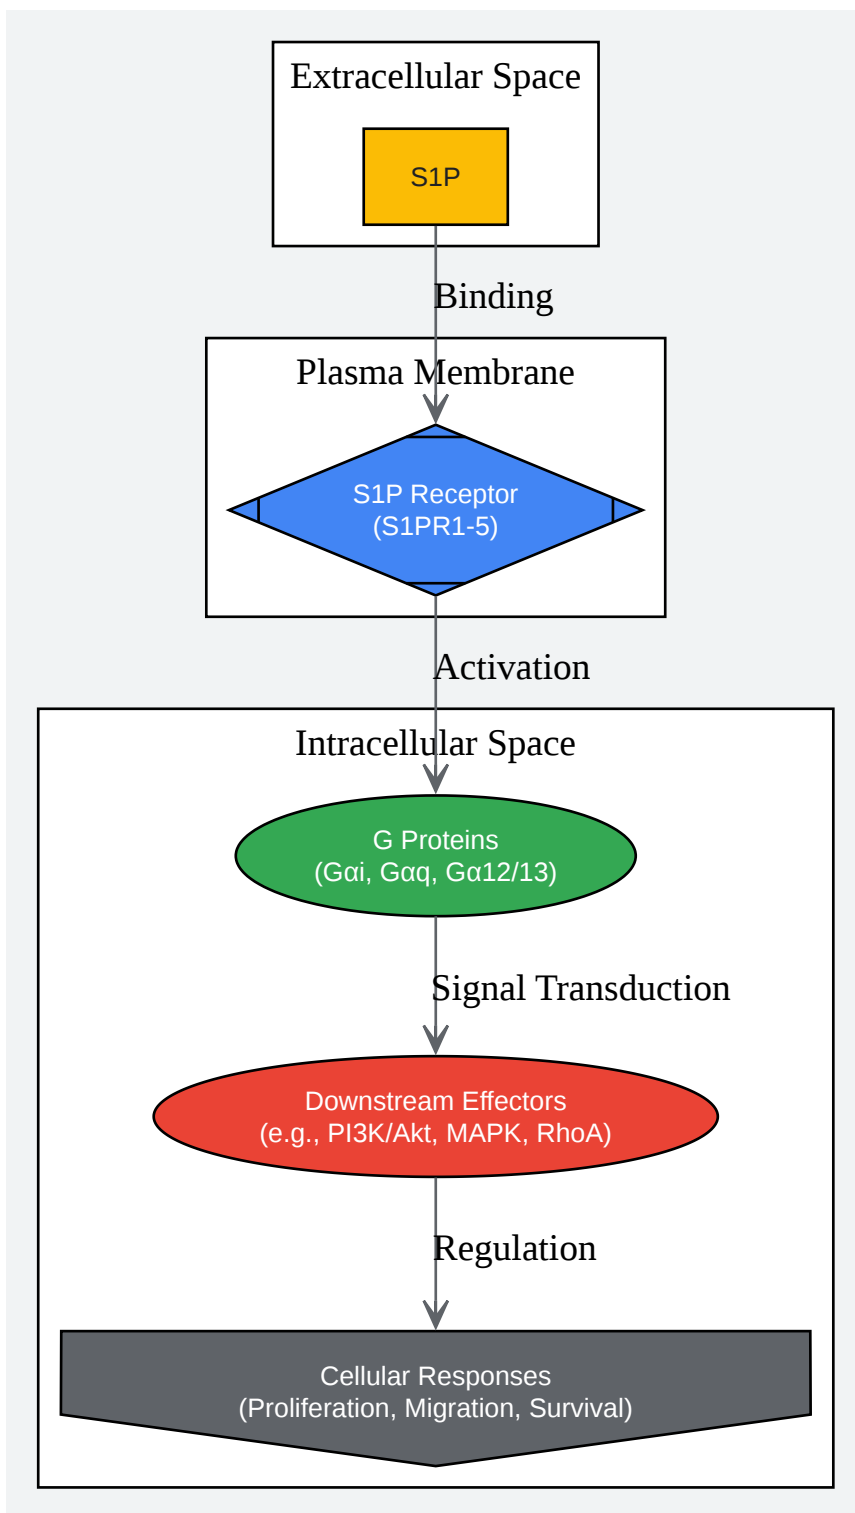 Extracellular Space
S1P
Binding
Plasma Membrane
S1P Receptor
(S1PR1-5)
Activation
Intracellular Space
G Proteins
(Gαi, Gαq, Gα12/13)
Signal Transduction
Downstream Effectors
(e.g., PI3K/Akt, MAPK, RhoA)
Regulation
Cellular Responses
(Proliferation, Migration, Survival)